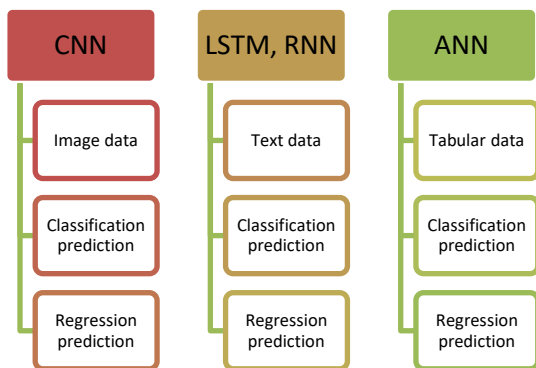 CNN
Image data
Classification
prediction
Regression
prediction
LSTM, RNN
Text data
Classification
prediction
Regression
prediction
ANN
Tabular data
Classification
prediction
Regression
prediction